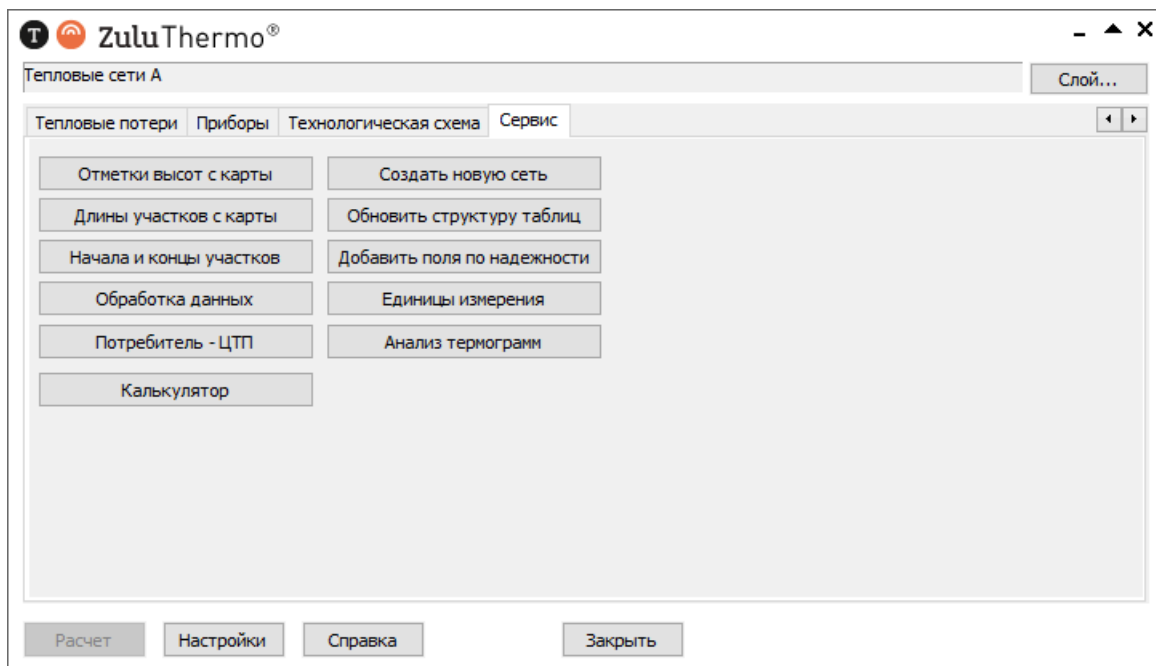 T ZuluThermo®
Тепловые сети А
Слой...
Тепловые потери Приборы Технологическая схема Сервис
Отметки высот с карты Создать новую сеть
Длины участков с карты Обновить структуру таблиц
Начала и концы участков Добавить поля по надежности
Обработка данных Единицы измерения
Потребитель - ЦТП Анализ термограмм
Калькулятор
Расчет Настройки Справка Закрыть